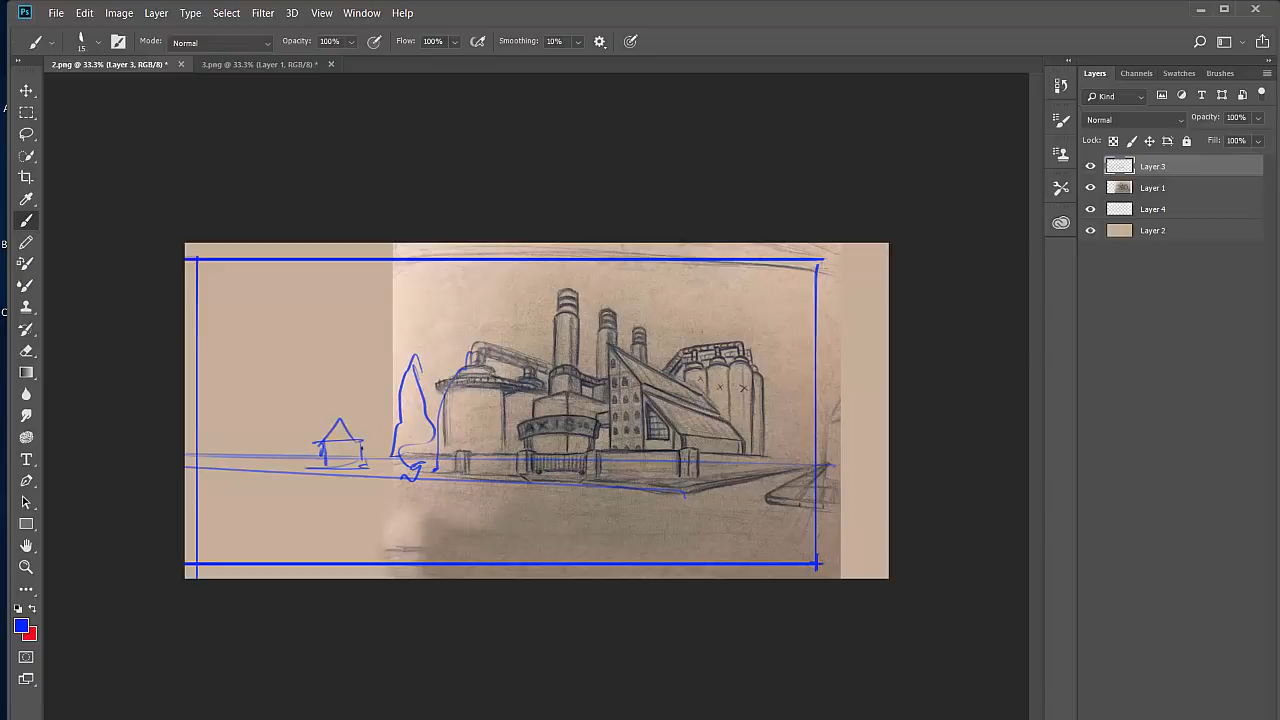 Ps File Edit Image Layer Type Select Filter 3D View Window Help
15 Mode: Normal Opacity: 100% Flow: 100% Smoothing: 10%
2.png @ 33.3% (Layer 3, RGB/8) * × 3.png @ 33.3% (Layer 1, RGB/8) * ×
Layers Channels Swatches Brushes
Kind
Normal Opacity: 100%
Lock: Fill: 100%
Layer 3
Layer 1
Layer 4
Layer 2
AXIS